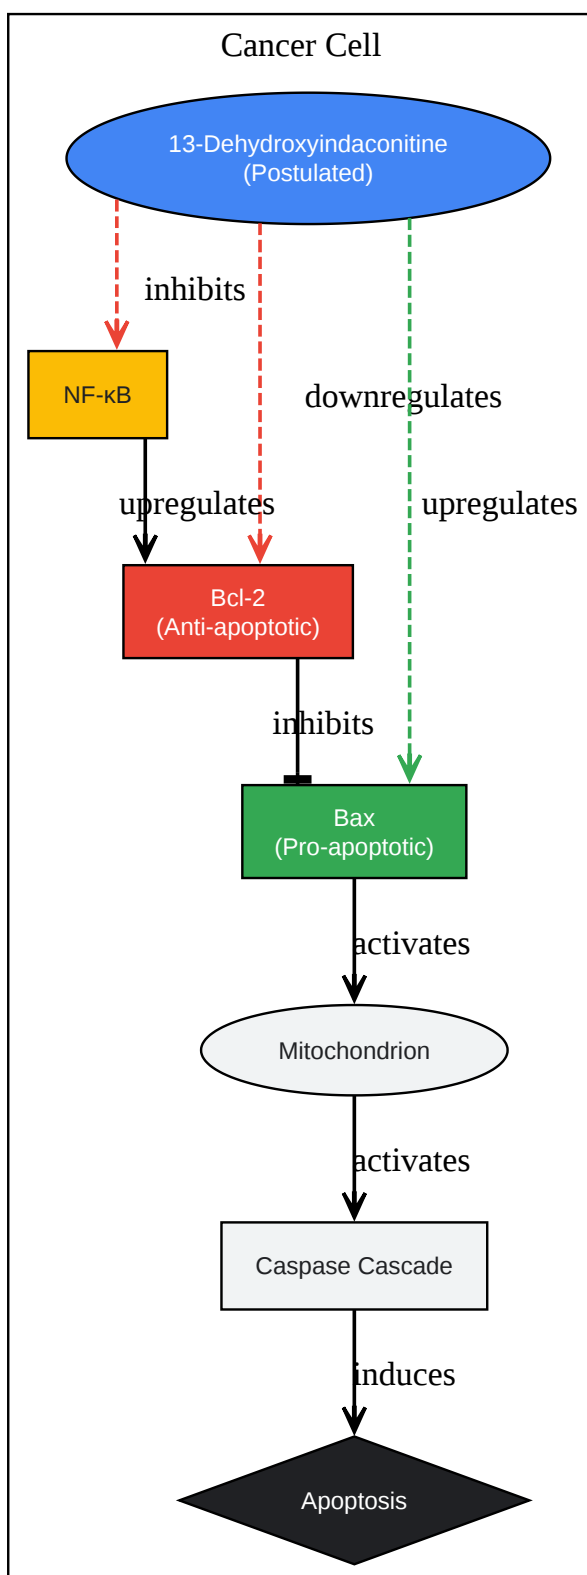 Cancer Cell
13-Dehydroxyindaconitine
(Postulated)
inhibits
NF-κB
downregulates
upregulates
upregulates
Bcl-2
(Anti-apoptotic)
inhibits
Bax
(Pro-apoptotic)
activates
Mitochondrion
activates
Caspase Cascade
induces
Apoptosis